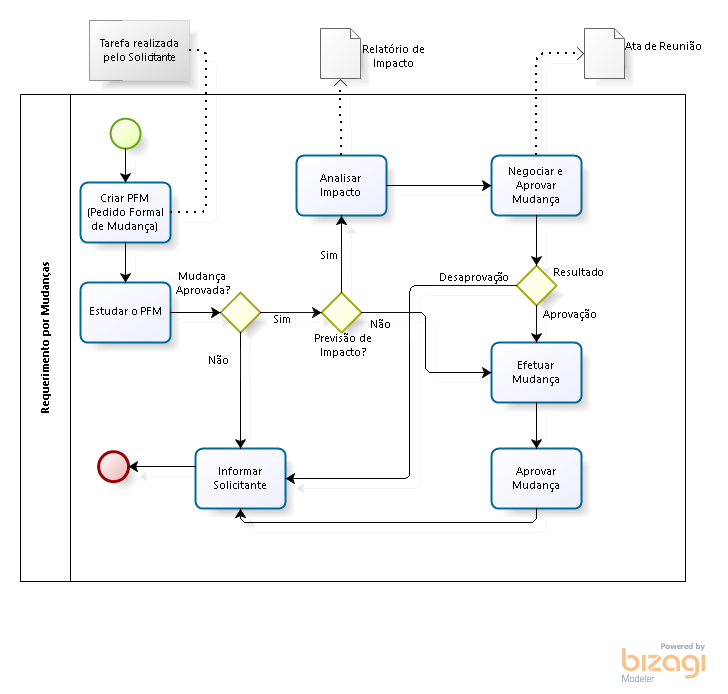 Tarefa realizada
pelo Solicitante
Relatório de
Impacto
Ata de Reunião
Requerimento por Mudanças
Criar PFM
(Pedido Formal
de Mudança)
Analisar
Impacto
Negociar e
Aprovar
Mudança
Estudar o PFM
Mudança
Aprovada?
Sim
Não
Sim
Previsão de
Impacto?
Não
Desaprovação
Resultado
Aprovação
Efetuar
Mudança
Informar
Solicitante
Aprovar
Mudança
Powered by
bizagi
Modeler